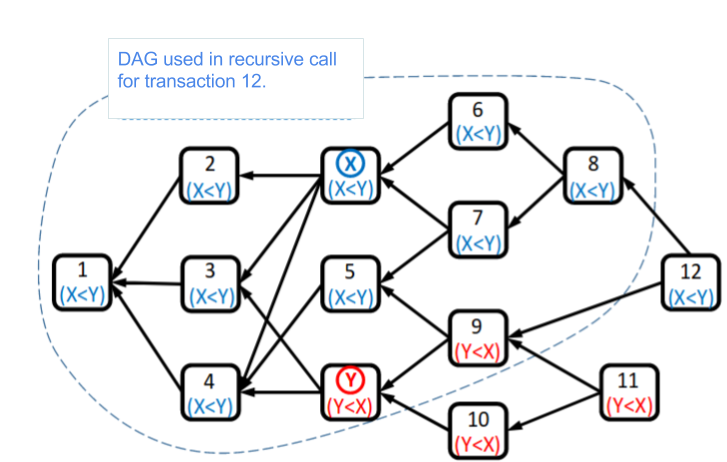 DAG used in recursive call
for transaction 12.
6
(X<Y)
2
(X<Y)
X
(X<Y)
8
(X<Y)
7
(X<Y)
1
(X<Y)
3
(X<Y)
5
(X<Y)
12
(X<Y)
9
(Y<X)
4
(X<Y)
Y
(Y<X)
11
(Y<X)
10
(Y<X)